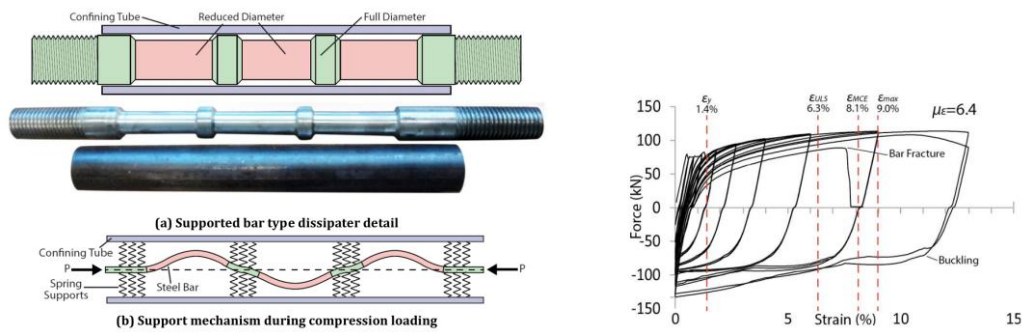 Confining Tube
Reduced Diameter
Full Diameter
(a) Supported bar type dissipater detail
Confining Tube
P
P
Spring
Supports
Steel Bar
(b) Support mechanism during compression loading
εy
1.4%
εULS
6.3%
εMCE
8.1%
εmax
9.0%
με=6.4
150
100
50
0
-50
-100
-150
Force (kN)
Bar Fracture
Buckling
0
5
10
15
Strain (%)